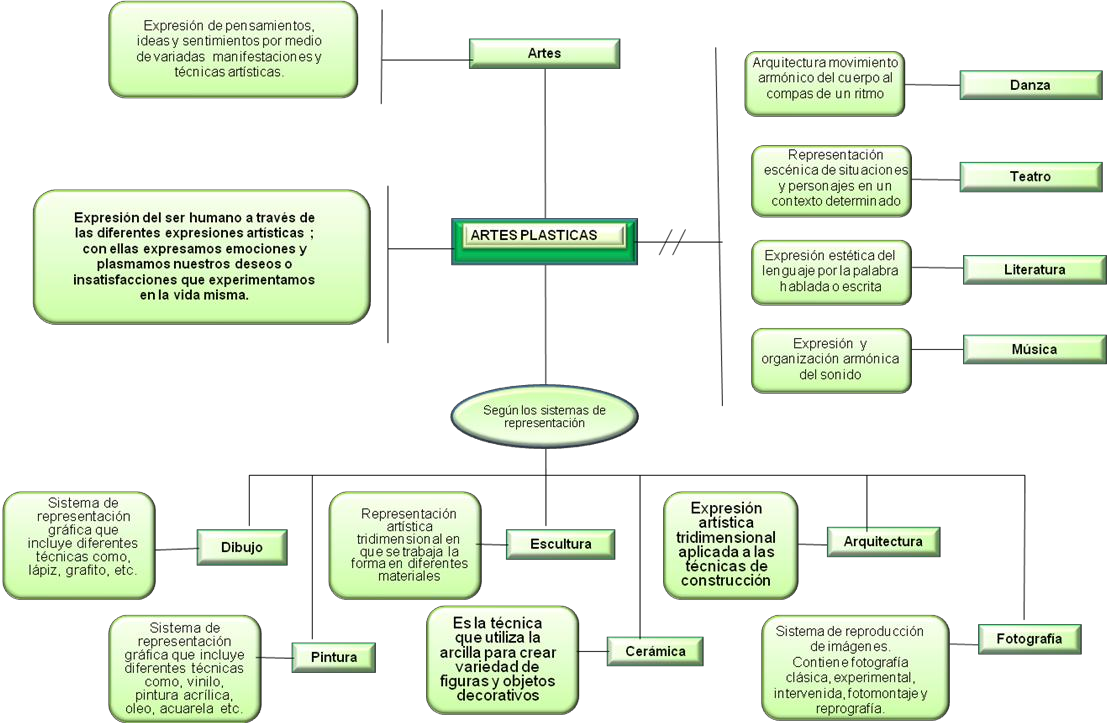 Expresión de pensamientos,
ideas y sentimientos por medio
de variadas manifestaciones y
técnicas artísticas.
Artes
Arquitectura movimiento
armónico del cuerpo al
compas de un ritmo
Danza
Representación
escénica de situaciones
y personajes en un
contexto determinado
Teatro
Expresión del ser humano a través de
las diferentes expresiones artísticas ;
con ellas expresamos emociones y
plasmamos nuestros deseos o
insatisfacciones que experimentamos
en la vida misma.
ARTES PLASTICAS
Expresión estética del
lenguaje por la palabra
hablada o escrita
Literatura
Expresión y
organización armónica
del sonido
Música
Según los sistemas de
representación
Sistema de
representación
gráfica que
incluye diferentes
técnicas como,
lápiz, grafito, etc.
Dibujo
Representación
artística
tridimensional en
que se trabaja la
forma en diferentes
materiales
Escultura
Expresión
artística
tridimensional
aplicada a las
técnicas de
construcción
Arquitectura
Sistema de
representación
gráfica que incluye
diferentes técnicas
como, vinilo,
pintura acrílica,
oleo, acuarela etc.
Pintura
Es la técnica
que utiliza la
arcilla para crear
variedad de
figuras y objetos
decorativos
Cerámica
Sistema de reproducción
de imágenes.
Contiene fotografía
clásica, experimental,
intervenida, fotomontaje y
reprografía.
Fotografía